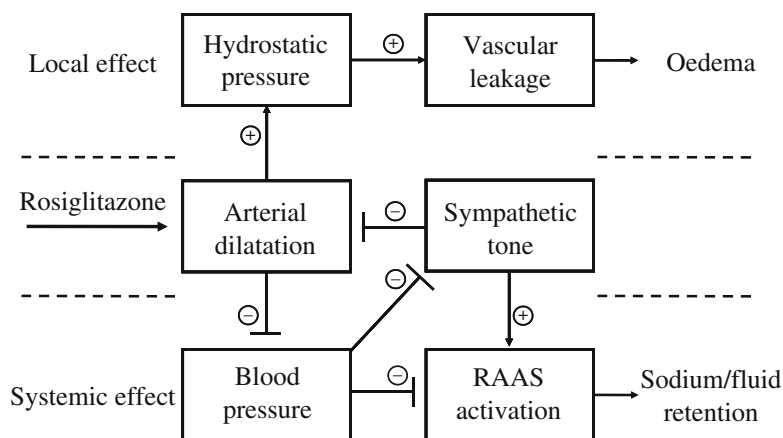 Local effect
Hydrostatic
pressure
+
Vascular
leakage
Oedema
+
Rosiglitazone
Arterial
dilatation
−
Sympathetic
tone
−
−
+
Systemic effect
Blood
pressure
−
RAAS
activation
Sodium/fluid
retention